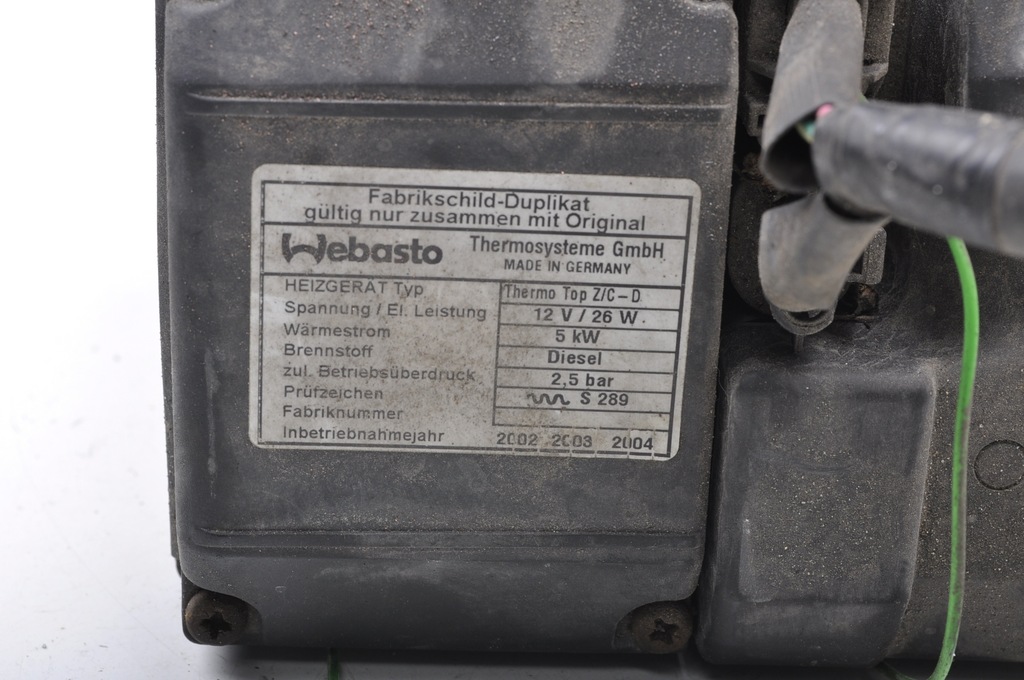 Fabrikschild-Duplikat
gültig nur zusammen mit Original
Webasto Thermosysteme GmbH
MADE IN GERMANY
HEIZGERÄT Typ Thermo Top Z/C-D
Spannung / El. Leistung 12 V / 26 W
Wärmestrom 5 kW
Brennstoff Diesel
zul. Betriebsüberdruck 2,5 bar
Prüfzeichen S 289
Fabriknummer
Inbetriebnahmejahr 2002 2003 2004